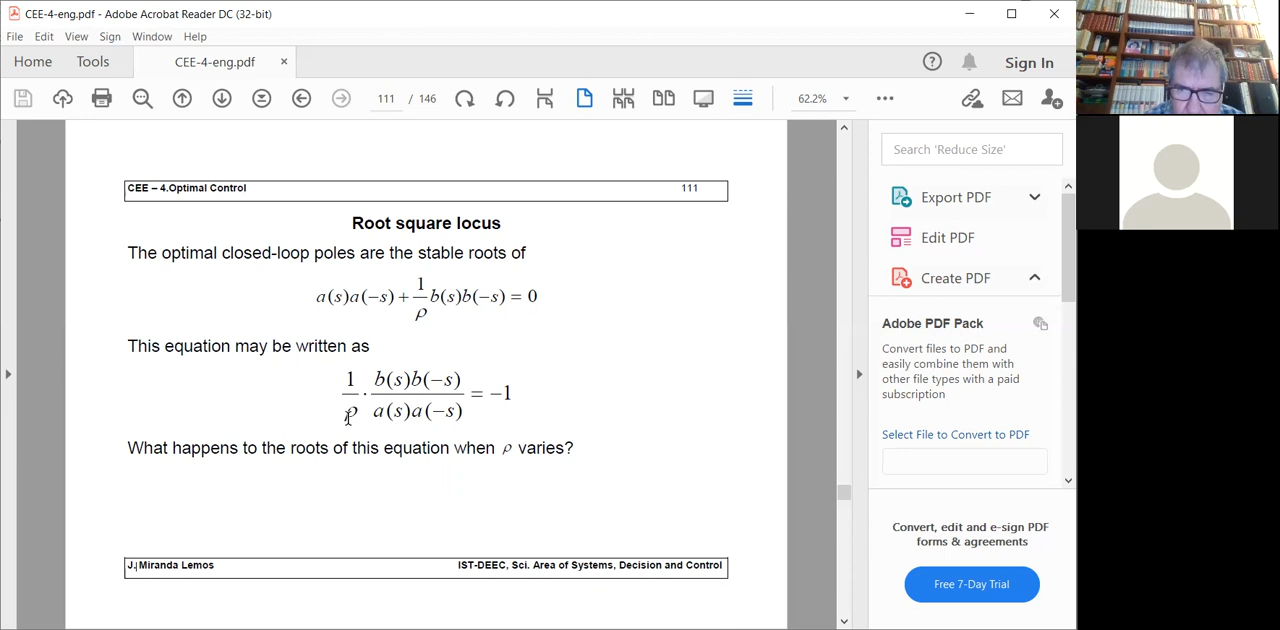 CEE-4-eng.pdf - Adobe Acrobat Reader DC (32-bit)
File Edit View Sign Window Help
Home Tools CEE-4-eng.pdf × Sign In
111 / 146 62.2%
CEE – 4.Optimal Control 111
Root square locus
The optimal closed-loop poles are the stable roots of
a(s)a(−s) + 1/ρ b(s)b(−s) = 0
This equation may be written as
1/ρ · b(s)b(−s)/a(s)a(−s) = −1
What happens to the roots of this equation when ρ varies?
J. Miranda Lemos IST-DEEC, Sci. Area of Systems, Decision and Control
Search 'Reduce Size'
Export PDF
Edit PDF
Create PDF
Adobe PDF Pack
Convert files to PDF and
easily combine them with
other file types with a paid
subscription
Select File to Convert to PDF
Convert, edit and e-sign PDF
forms & agreements
Free 7-Day Trial